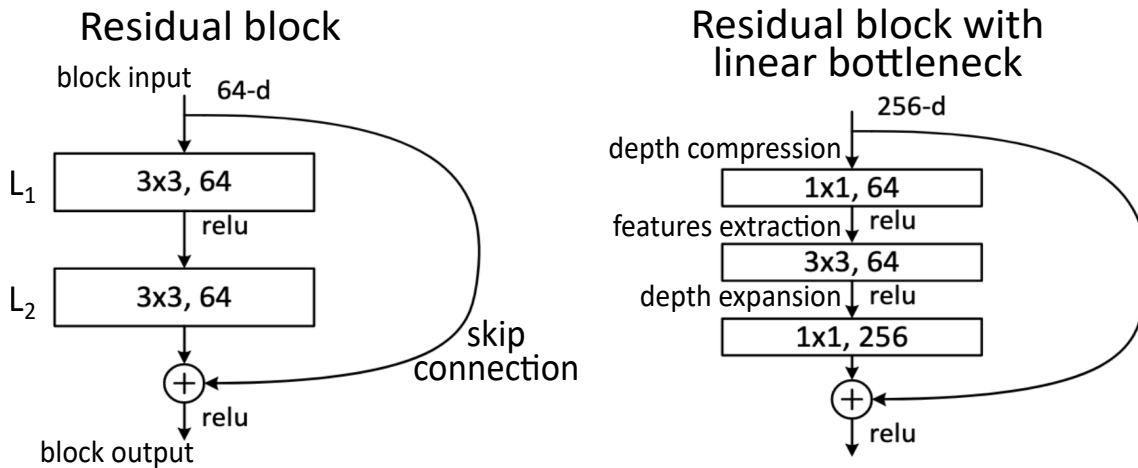 Residual block
block input
64-d
L1
3x3, 64
relu
L2
3x3, 64
skip
connection
relu
block output
Residual block with
linear bottleneck
256-d
depth compression
1x1, 64
features extraction
relu
3x3, 64
depth expansion
relu
1x1, 256
relu